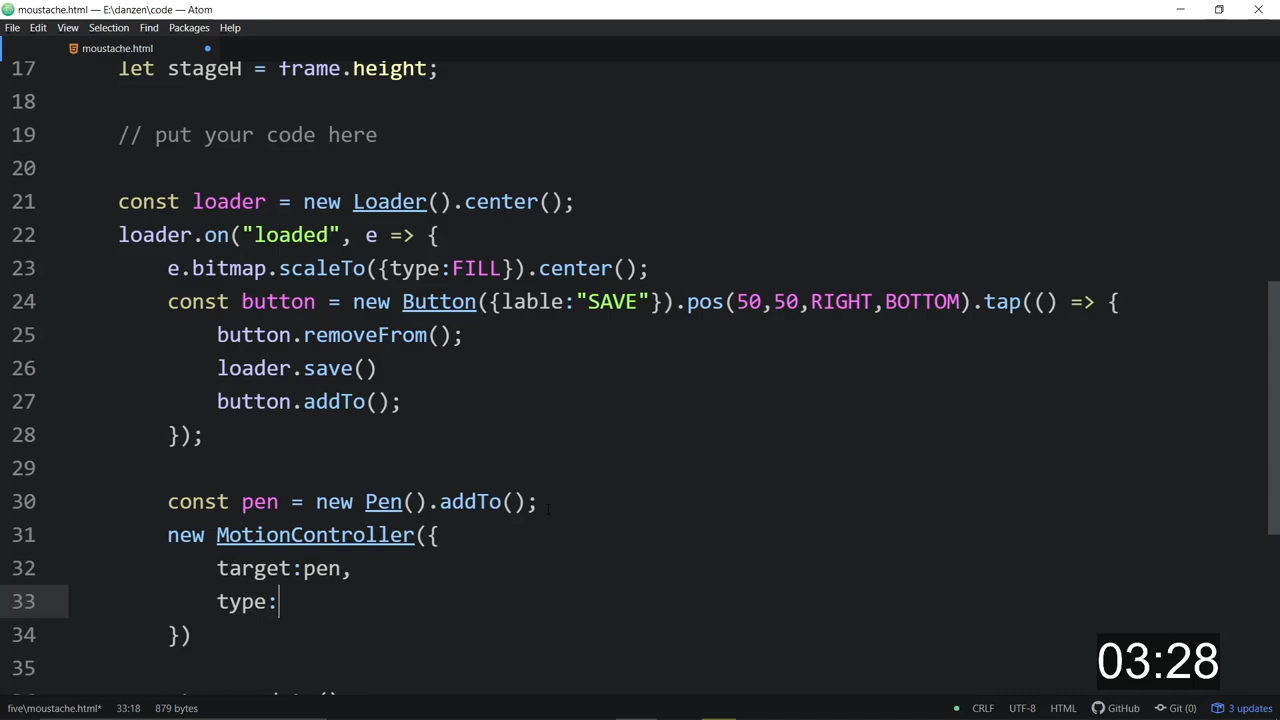 moustache.html — E:\danzen\code — Atom
File Edit View Selection Find Packages Help
moustache.html
17 let stageH = frame.height;
18
19 // put your code here
20
21 const loader = new Loader().center();
22 loader.on("loaded", e => {
23 e.bitmap.scaleTo({type:FILL}).center();
24 const button = new Button({lable:"SAVE"}).pos(50,50,RIGHT,BOTTOM).tap(() => {
25 button.removeFrom();
26 loader.save()
27 button.addTo();
28 });
29
30 const pen = new Pen().addTo();
31 new MotionController({
32 target:pen,
33 type:
34 })
35
03:28
five\moustache.html* 33:18 879 bytes CRLF UTF-8 HTML GitHub Git (0) 3 updates